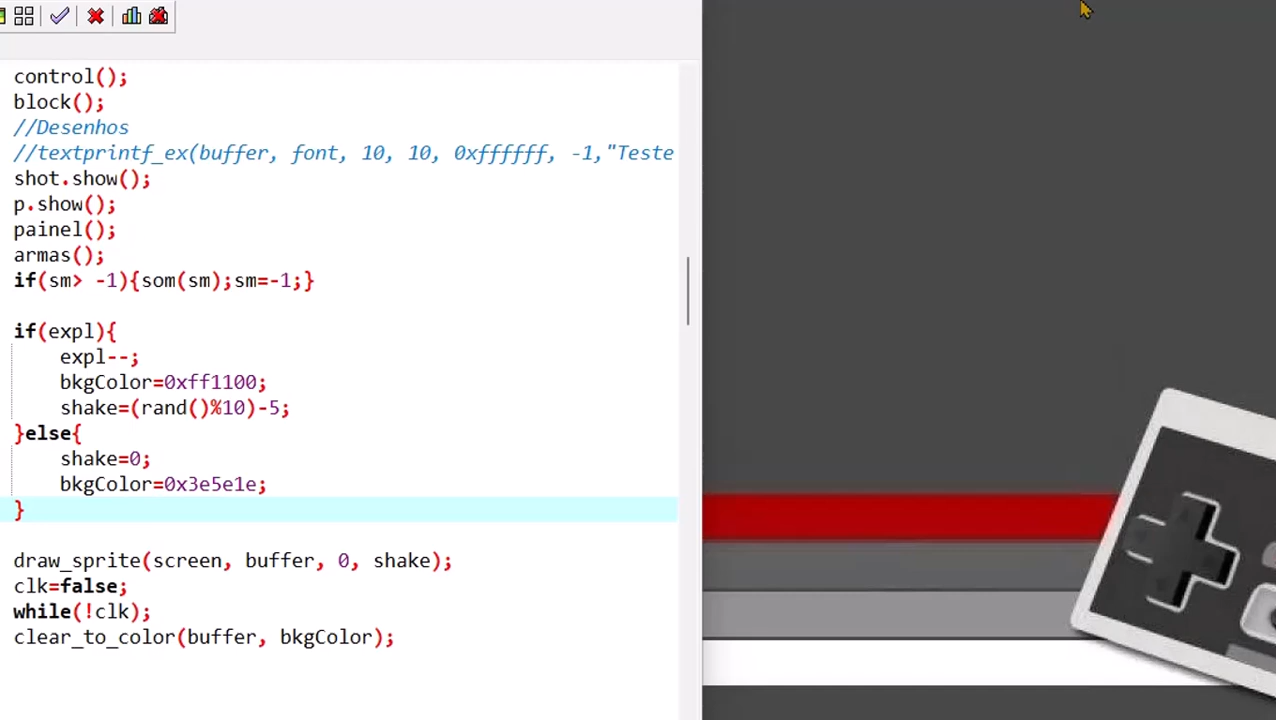 control();
block();
//Desenhos
//textprintf_ex(buffer, font, 10, 10, 0xffffff, -1,"Teste
shot.show();
p.show();
painel();
armas();
if(sm> -1){som(sm);sm=-1;}
if(expl){
expl--;
bkgColor=0xff1100;
shake=(rand()%10)-5;
}else{
shake=0;
bkgColor=0x3e5e1e;
}
draw_sprite(screen, buffer, 0, shake);
clk=false;
while(!clk);
clear_to_color(buffer, bkgColor);